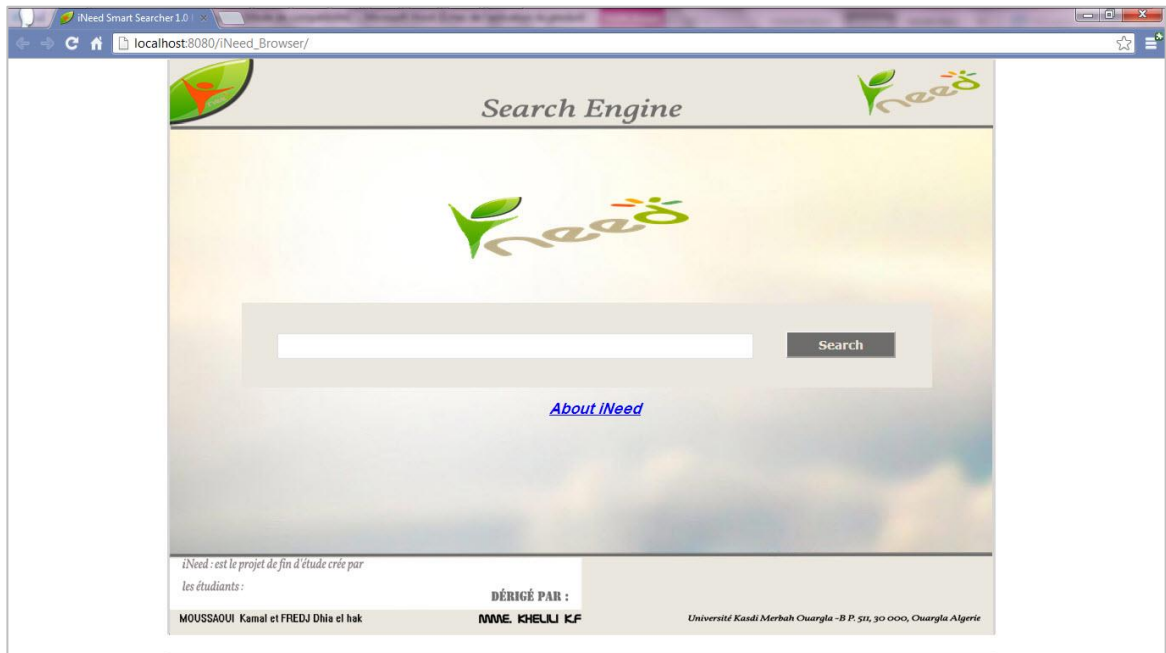 iNeed Smart Searcher 1.0 |
localhost:8080/iNeed_Browser/
Search Engine
need
need
Search
About iNeed
iNeed : est le projet de fin d'étude crée par
les étudiants :
DÉRIGÉ PAR :
MOUSSAOUI Kamal et FREDJ Dhia el hak
MME. KHELILI K.F
Université Kasdi Merbah Ouargla -B P. 511, 30 000, Ouargla Algerie